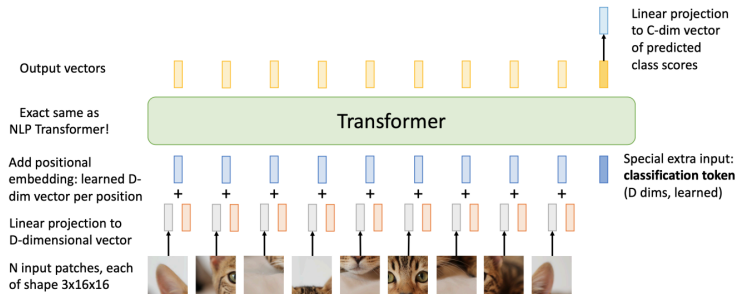 Linear projection
to C-dim vector
of predicted
class scores
Output vectors
Exact same as
NLP Transformer!
Transformer
Add positional
embedding: learned D-
dim vector per position
+ + + + + + + + +
Special extra input:
classification token
(D dims, learned)
Linear projection to
D-dimensional vector
N input patches, each
of shape 3x16x16